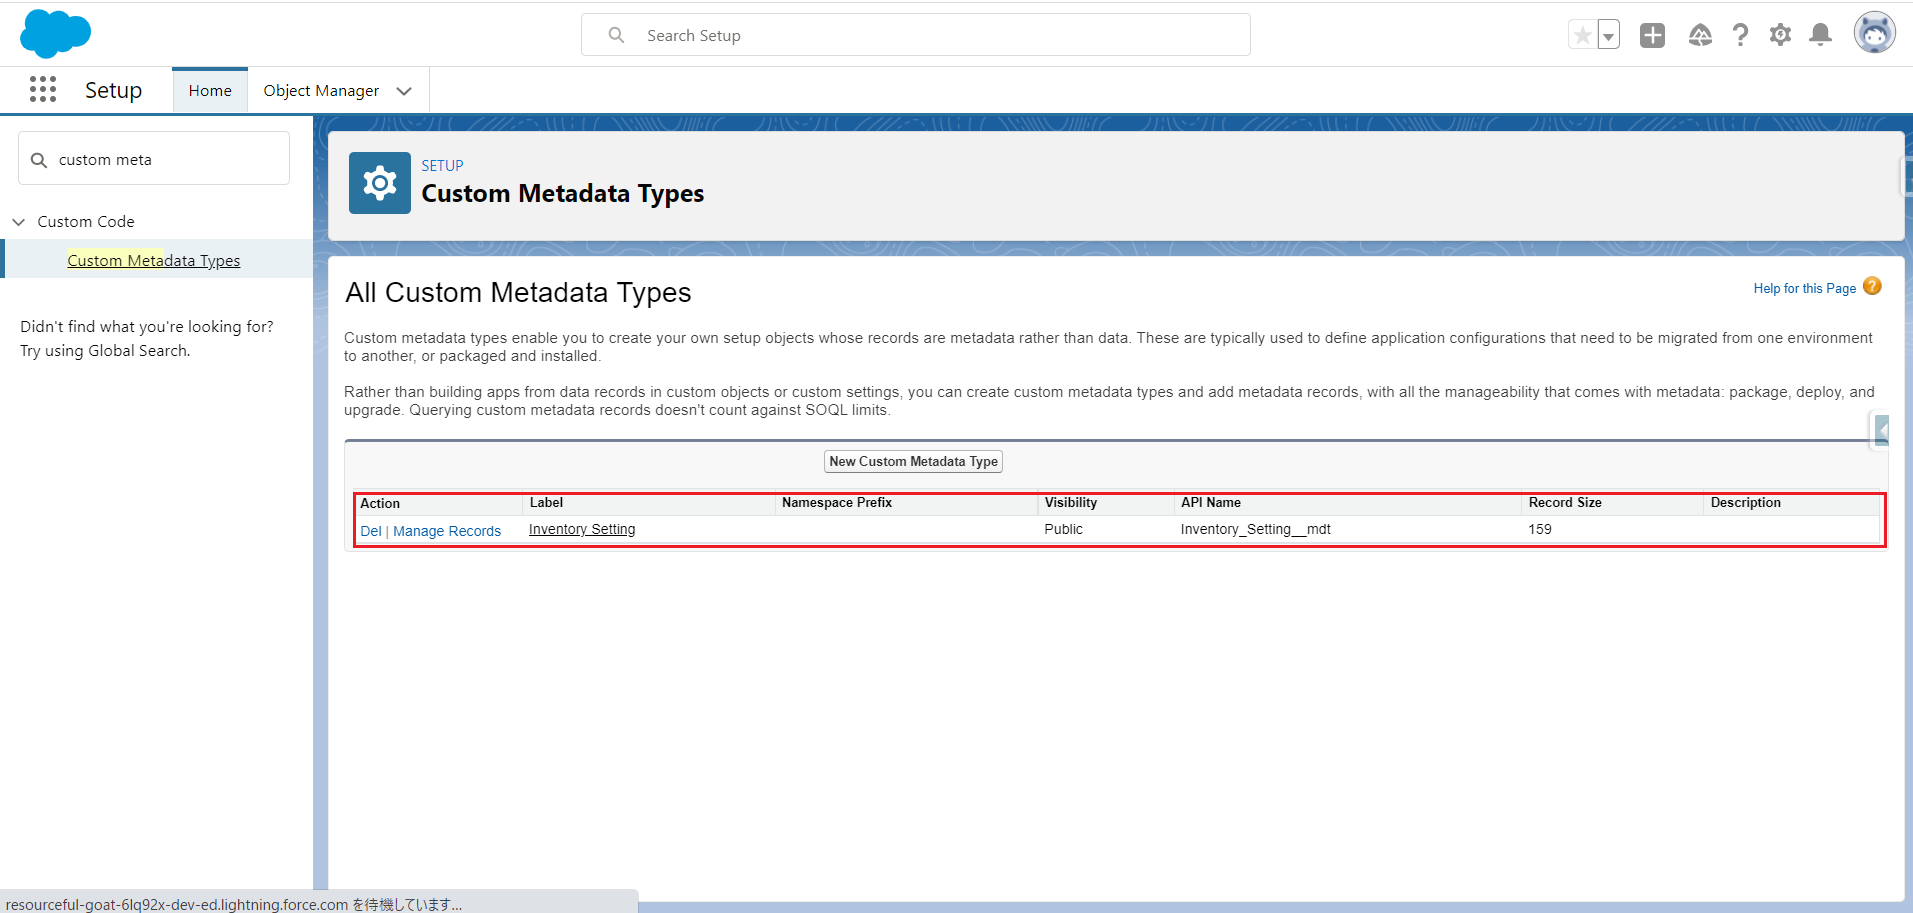 Search Setup
Setup
Home
Object Manager
custom meta
Custom Code
Custom Metadata Types
Didn't find what you're looking for?
Try using Global Search.
SETUP
Custom Metadata Types
All Custom Metadata Types
Help for this Page
Custom metadata types enable you to create your own setup objects whose records are metadata rather than data. These are typically used to define application configurations that need to be migrated from one environment
to another, or packaged and installed.
Rather than building apps from data records in custom objects or custom settings, you can create custom metadata types and add metadata records, with all the manageability that comes with metadata: package, deploy, and
upgrade. Querying custom metadata records doesn't count against SOQL limits.
New Custom Metadata Type
Action Label Namespace Prefix Visibility API Name Record Size Description
Del | Manage Records Inventory Setting Public Inventory_Setting__mdt 159
resourceful-goat-6lq92x-dev-ed.lightning.force.com を待機しています...